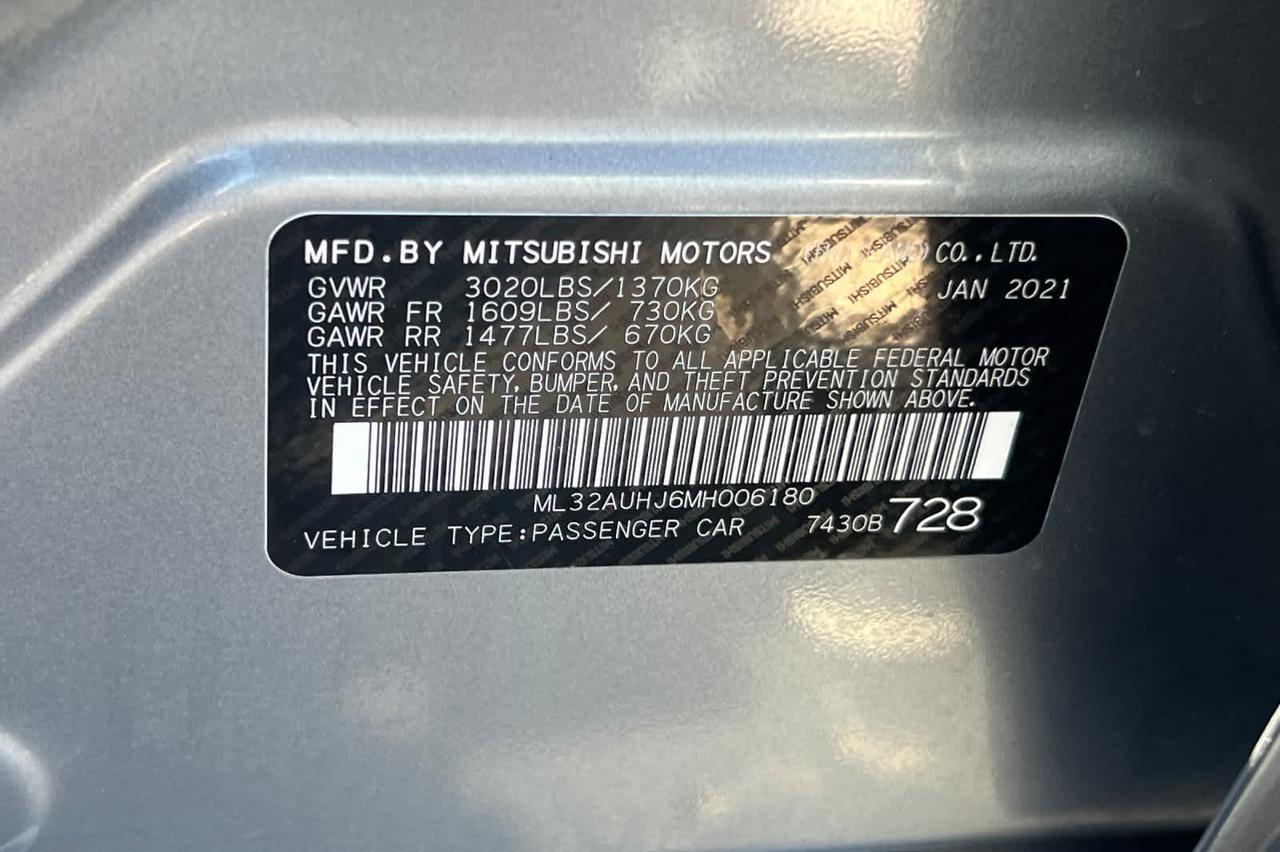 MFD.BY MITSUBISHI MOTORS CO.,LTD.
GVWR 3020LBS/1370KG JAN 2021
GAWR FR 1609LBS/ 730KG
GAWR RR 1477LBS/ 670KG
THIS VEHICLE CONFORMS TO ALL APPLICABLE FEDERAL MOTOR
VEHICLE SAFETY, BUMPER, AND THEFT PREVENTION STANDARDS
IN EFFECT ON THE DATE OF MANUFACTURE SHOWN ABOVE.
ML32AUHJ6MH006180
VEHICLE TYPE:PASSENGER CAR 7430B 728